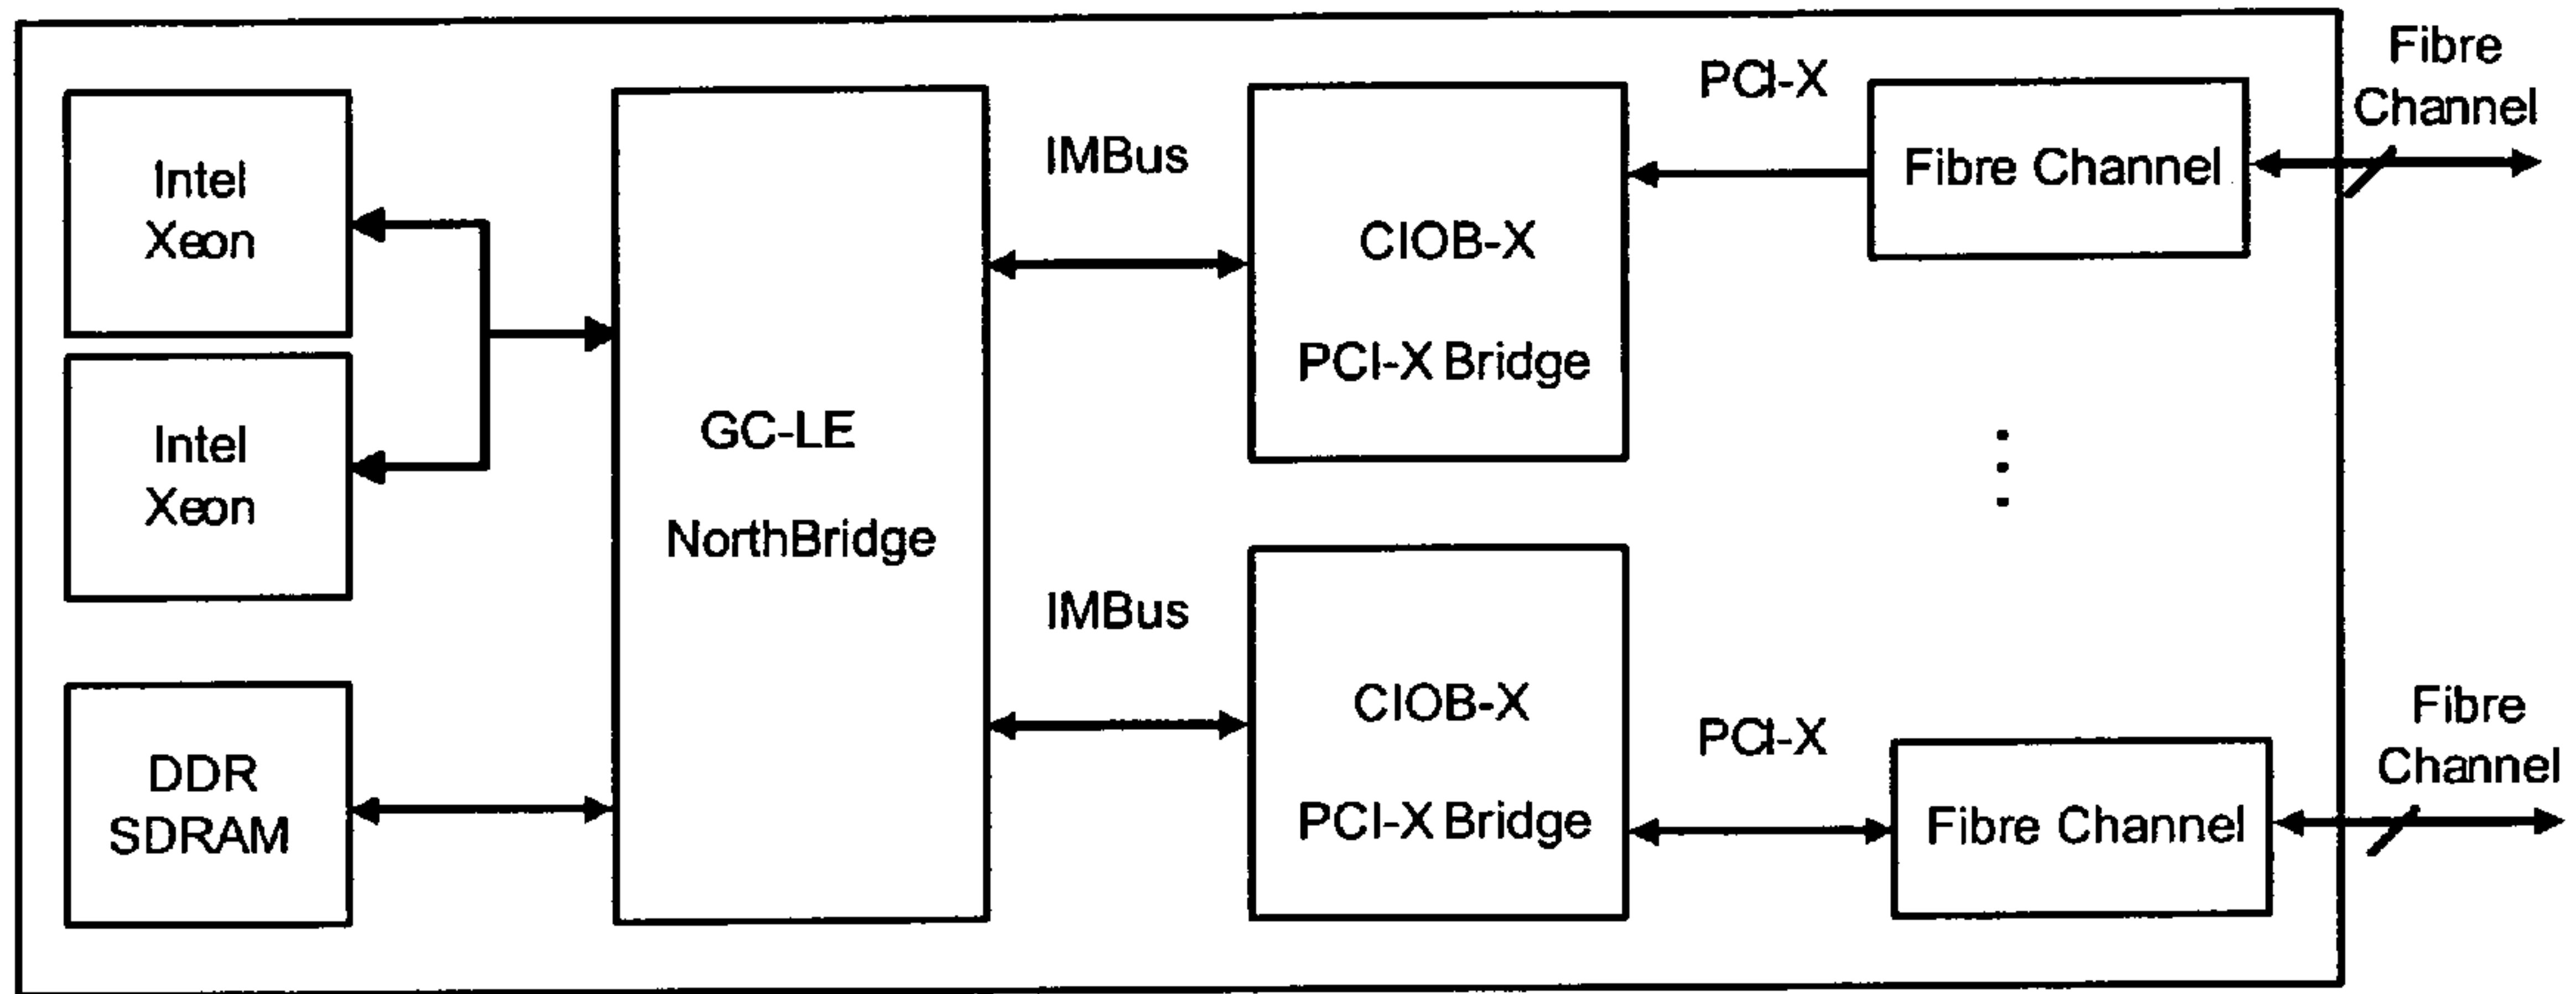 Intel
Xeon
Intel
Xeon
DDR
SDRAM
GC-LE
NorthBridge
IMBus
IMBus
CIOB-X
PCI-X Bridge
CIOB-X
PCI-X Bridge
PCI-X
Fibre Channel
PCI-X
Fibre Channel
Fibre
Channel
Fibre
Channel